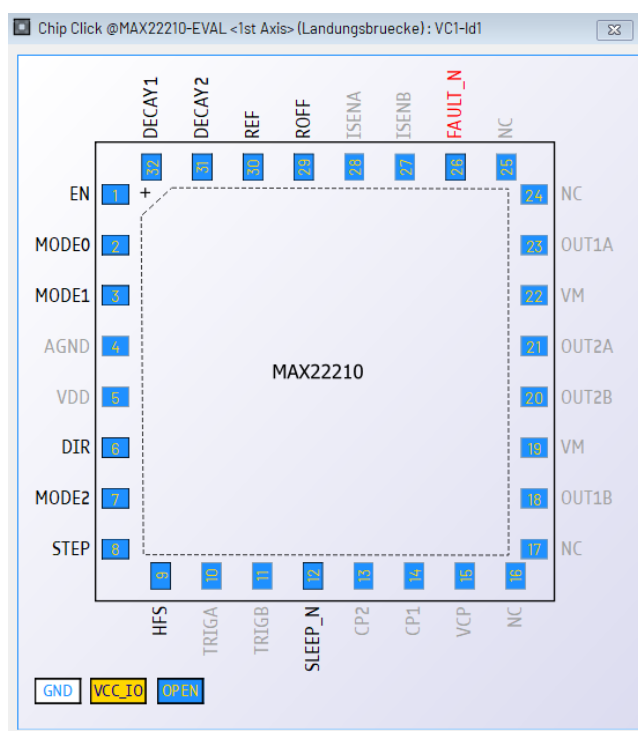 Chip Click @MAX22210-EVAL <1st Axis> (Landungsbruecke) : VC1-Id1
DECAY1
DECAY2
REF
ROFF
ISENA
ISENB
FAULT_N
NC
32
31
30
29
28
27
26
25
EN 1 + 24 NC
MODE0 2 23 OUT1A
MODE1 3 22 VM
AGND 4 21 OUT2A
MAX22210
VDD 5 20 OUT2B
DIR 6 19 VM
MODE2 7 18 OUT1B
STEP 8 17 NC
9
10
11
12
13
14
15
16
HFS
TRIGA
TRIGB
SLEEP_N
CP2
CP1
VCP
NC
GND VCC_IO OPEN